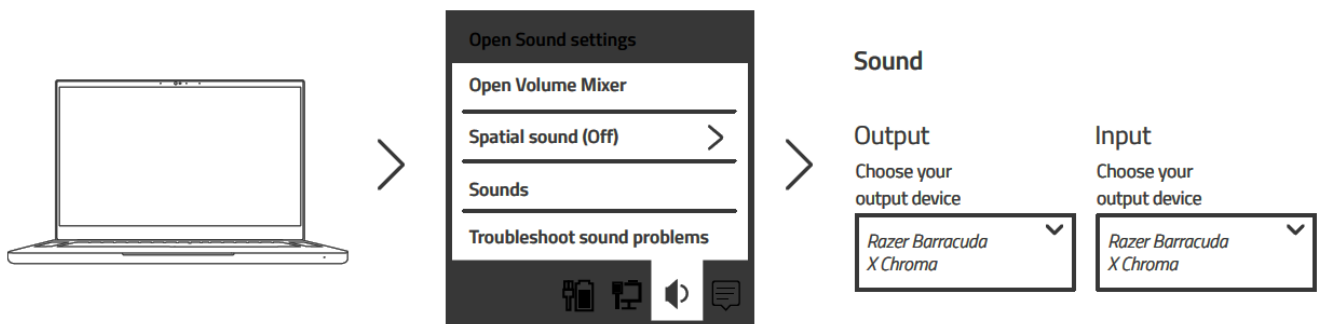 Open Sound settings
Open Volume Mixer
Spatial sound (Off)
Sounds
Troubleshoot sound problems
Sound
Output
Choose your
output device
Razer Barracuda
X Chroma
Input
Choose your
output device
Razer Barracuda
X Chroma